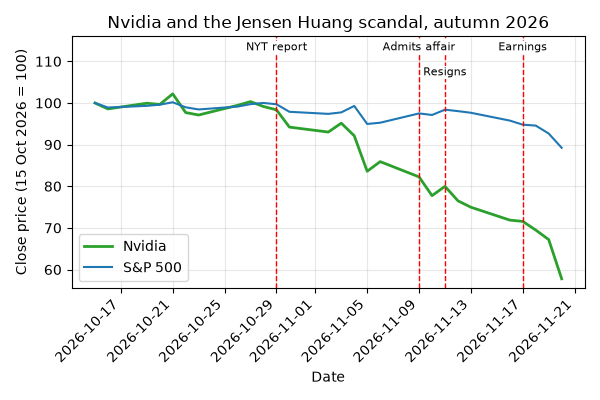 Nvidia and the Jensen Huang scandal, autumn 2026
NYT report
Admits affair
Earnings
Resigns
Close price (15 Oct 2026 = 100)
110
100
90
80
70
60
Nvidia
S&P 500
2026-10-17
2026-10-21
2026-10-25
2026-10-29
2026-11-01
2026-11-05
2026-11-09
2026-11-13
2026-11-17
2026-11-21
Date